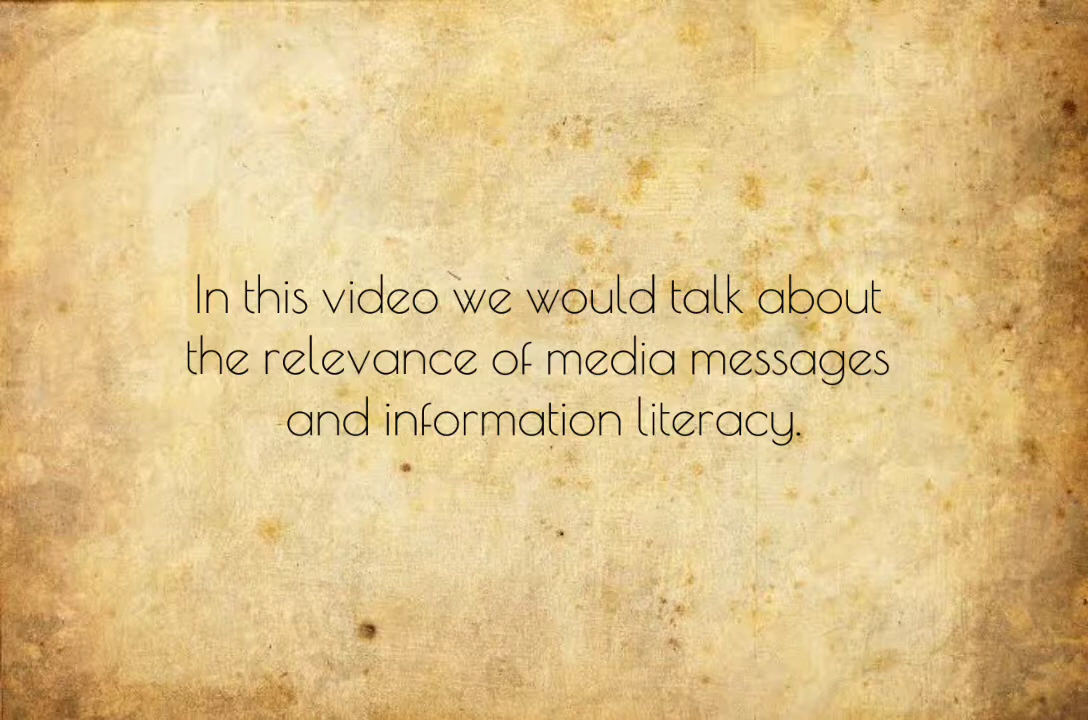 In this video we would talk about
the relevance of media messages
and information literacy.